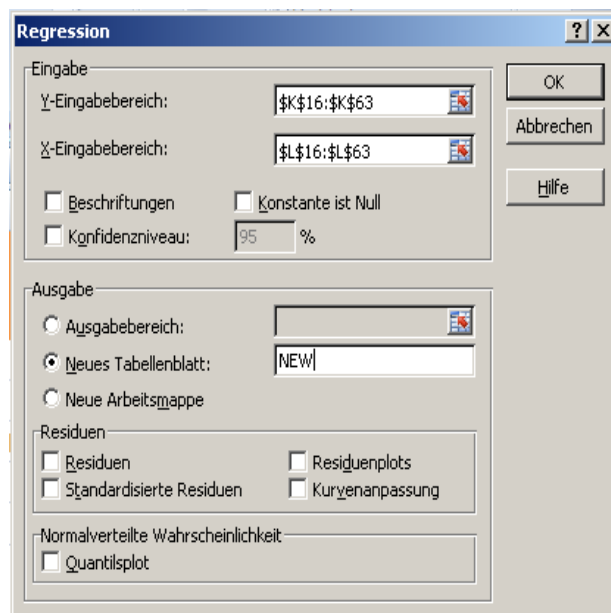 Regression
Eingabe
Y-Eingabebereich: $K$16:$K$63
X-Eingabebereich: $L$16:$L$63
Beschriftungen Konstante ist Null
Konfidenzniveau: 95 %
OK
Abbrechen
Hilfe
Ausgabe
Ausgabebereich:
Neues Tabellenblatt: NEW
Neue Arbeitsmappe
Residuen
Residuen Residuenplots
Standardisierte Residuen Kurvenanpassung
Normalverteilte Wahrscheinlichkeit
Quantilsplot